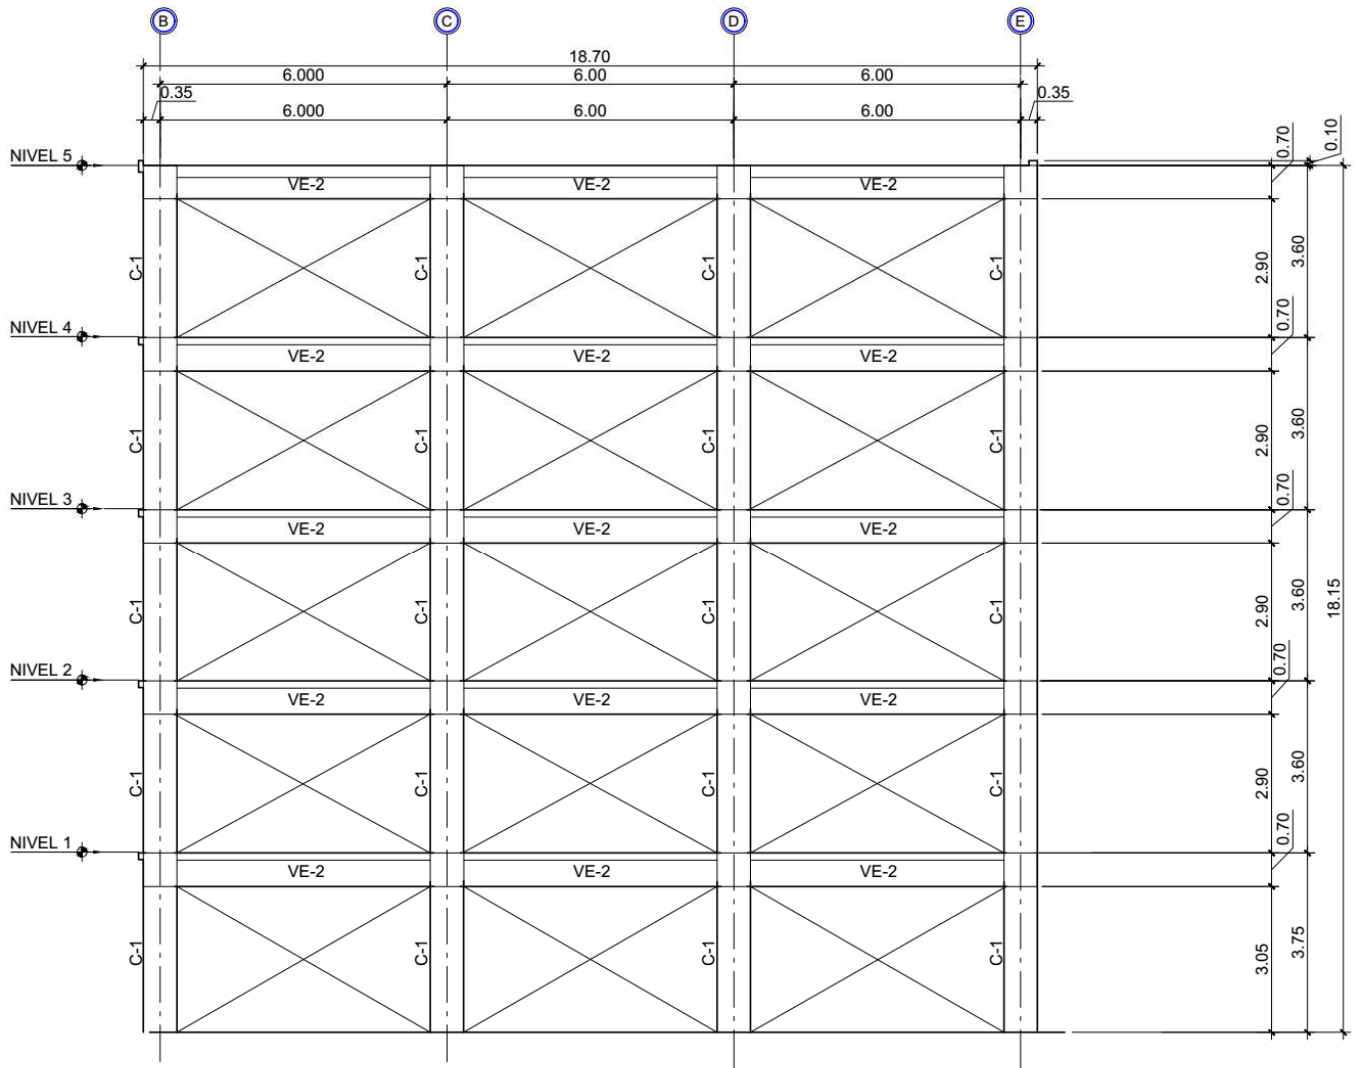 B C D E
18.70
6.000 6.00 6.00
0.35 0.35
6.000 6.00 6.00
0.70 0.10
NIVEL 5
VE-2 VE-2 VE-2
C-1 C-1 C-1 C-1 2.90 3.60
NIVEL 4 0.70
VE-2 VE-2 VE-2
C-1 C-1 C-1 C-1 2.90 3.60
NIVEL 3 0.70
VE-2 VE-2 VE-2
C-1 C-1 C-1 C-1 2.90 3.60 18.15
NIVEL 2 0.70
VE-2 VE-2 VE-2
C-1 C-1 C-1 C-1 2.90 3.60
NIVEL 1 0.70
VE-2 VE-2 VE-2
C-1 C-1 C-1 C-1 3.05 3.75